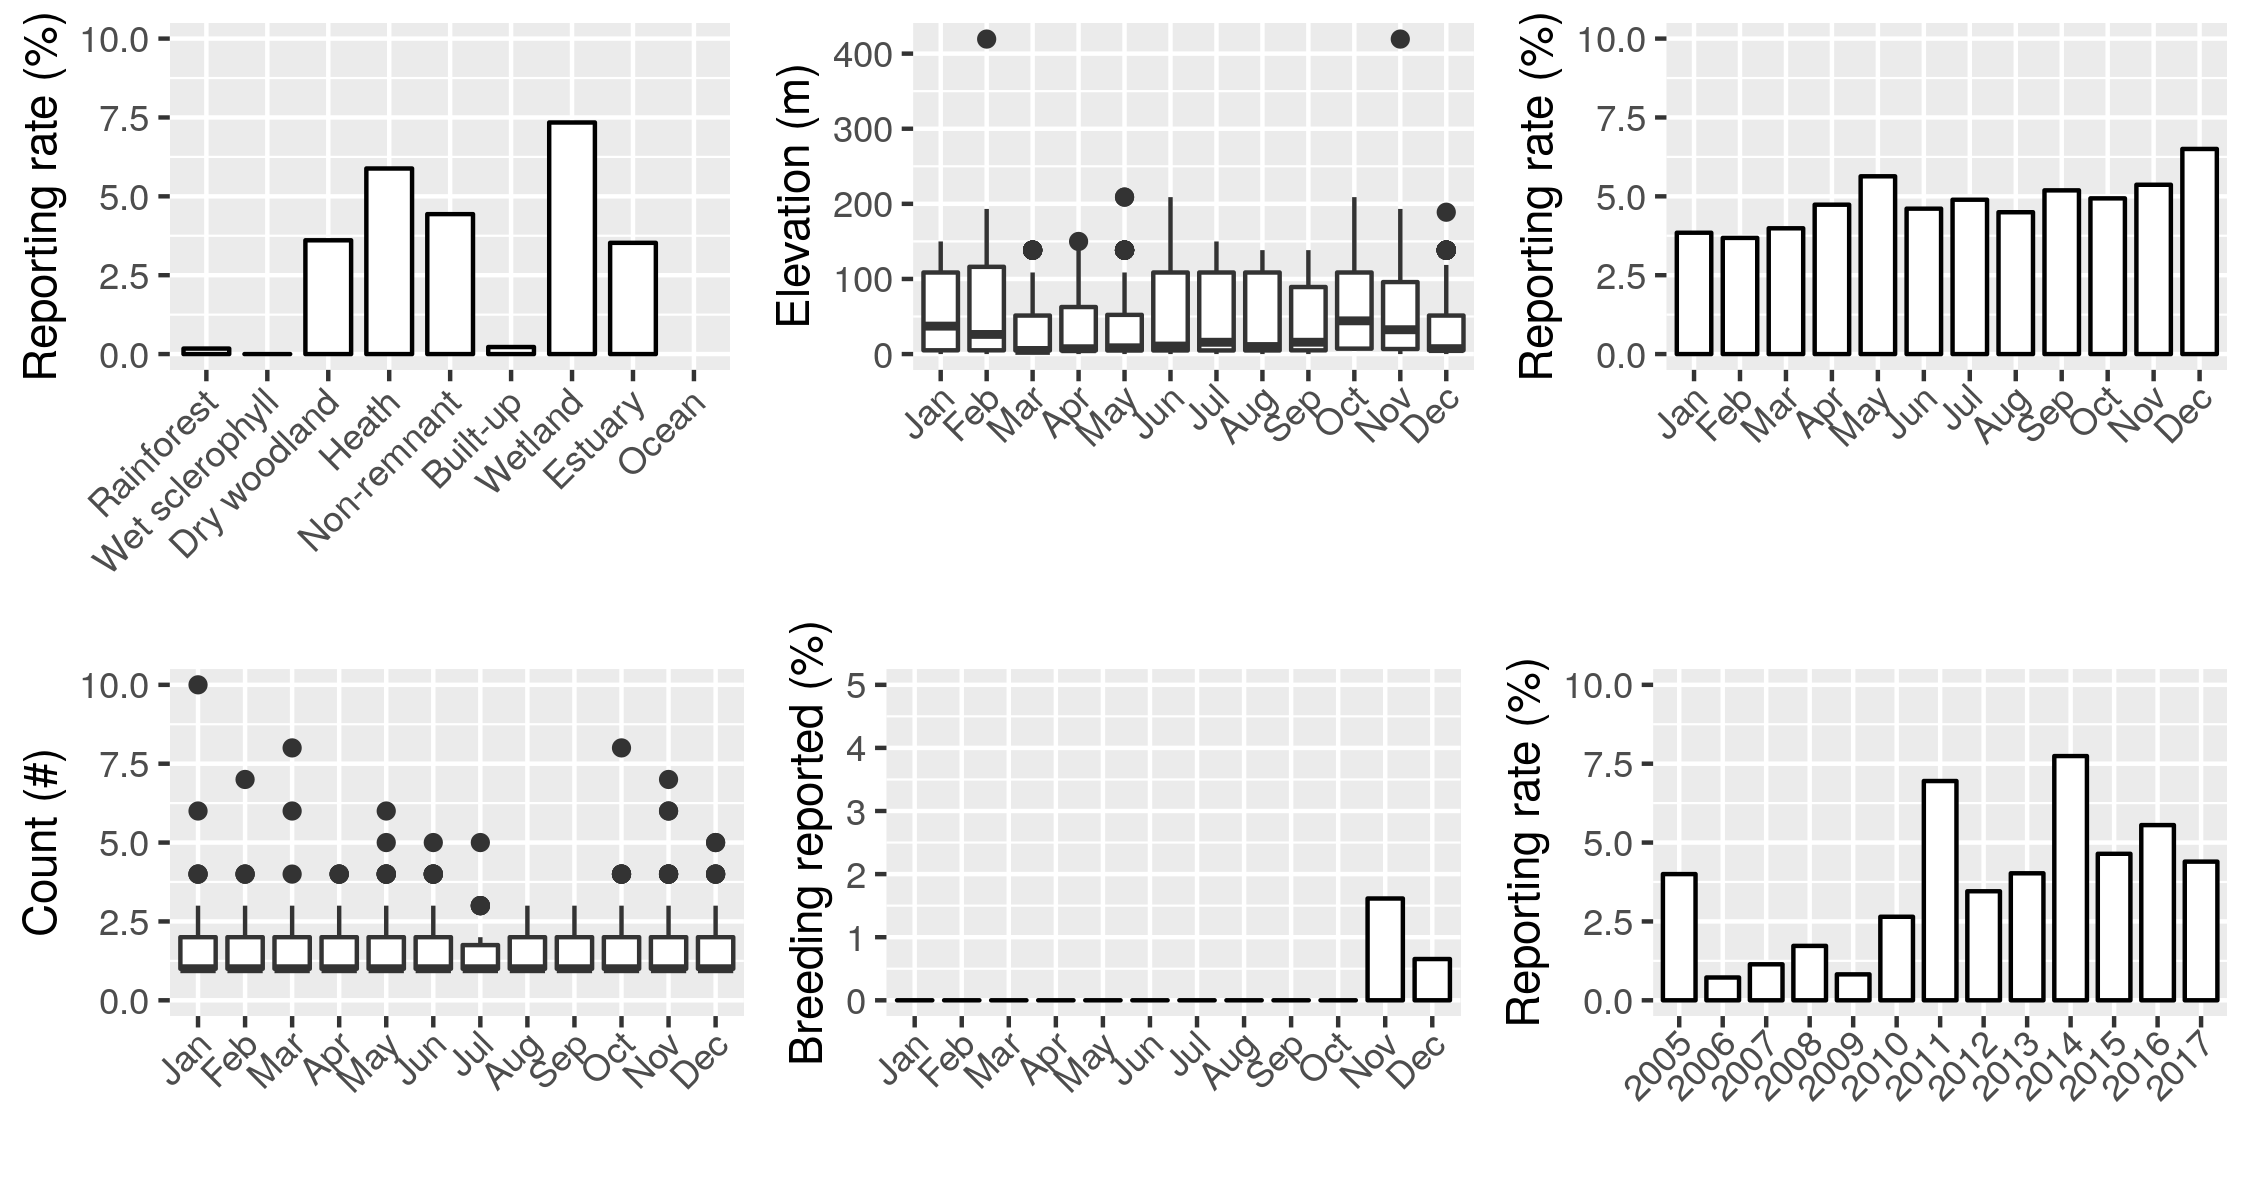 Reporting rate (%)
10.0
7.5
5.0
2.5
0.0
Rainforest
Wet sclerophyll
Dry woodland
Heath
Non-remnant
Built-up
Wetland
Estuary
Ocean
Elevation (m)
400
300
200
100
0
Jan
Feb
Mar
Apr
May
Jun
Jul
Aug
Sep
Oct
Nov
Dec
Reporting rate (%)
10.0
7.5
5.0
2.5
0.0
Jan
Feb
Mar
Apr
May
Jun
Jul
Aug
Sep
Oct
Nov
Dec
Count (#)
10.0
7.5
5.0
2.5
0.0
Jan
Feb
Mar
Apr
May
Jun
Jul
Aug
Sep
Oct
Nov
Dec
Breeding reported (%)
5
4
3
2
1
0
Jan
Feb
Mar
Apr
May
Jun
Jul
Aug
Sep
Oct
Nov
Dec
Reporting rate (%)
10.0
7.5
5.0
2.5
0.0
2005
2006
2007
2008
2009
2010
2011
2012
2013
2014
2015
2016
2017